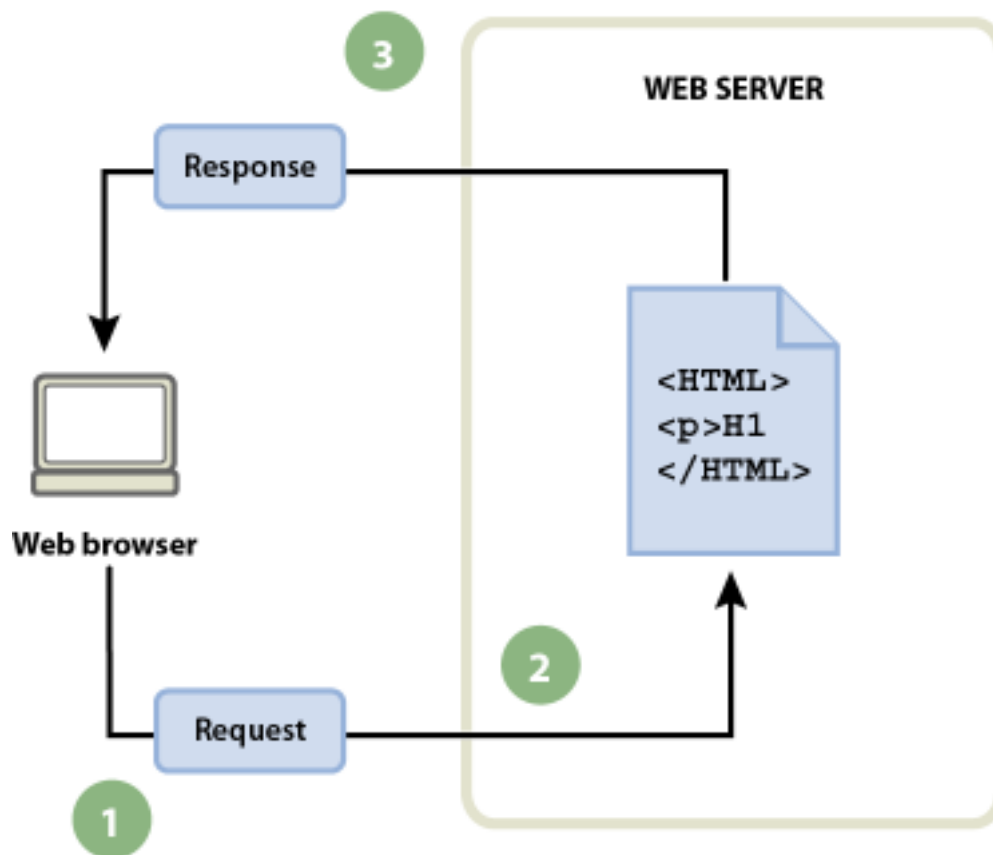 3
WEB SERVER
Response
<HTML>
<p>H1
</HTML>
Web browser
2
Request
1